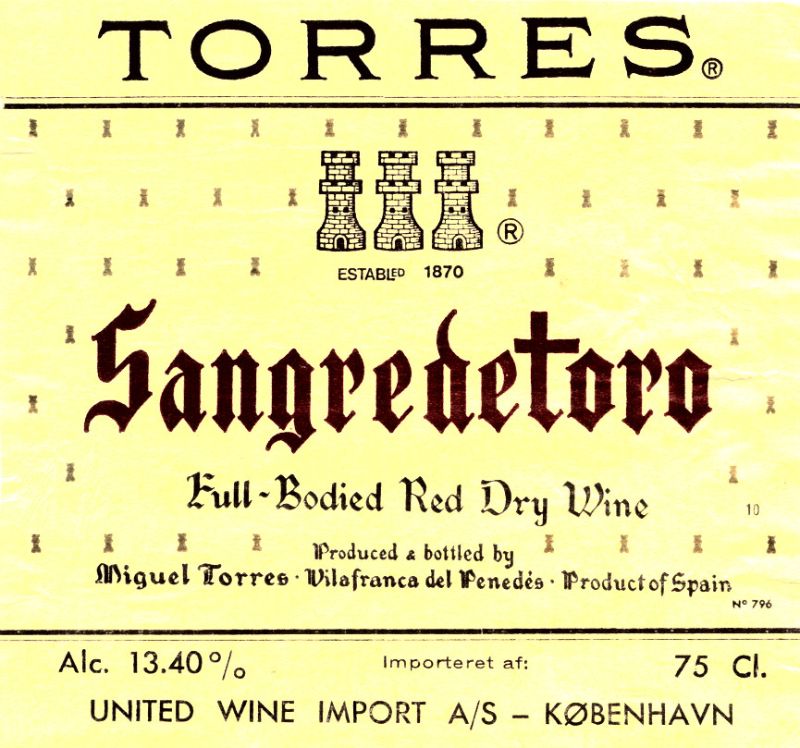 TORRES®
®
ESTABLED 1870
Sangredetoro
Full-Bodied Red Dry Wine
10
Produced & bottled by
Miguel Torres · Vilafranca del Penedés · Product of Spain
Nº 796
Alc. 13.40% Importeret af: 75 Cl.
UNITED WINE IMPORT A/S – KØBENHAVN